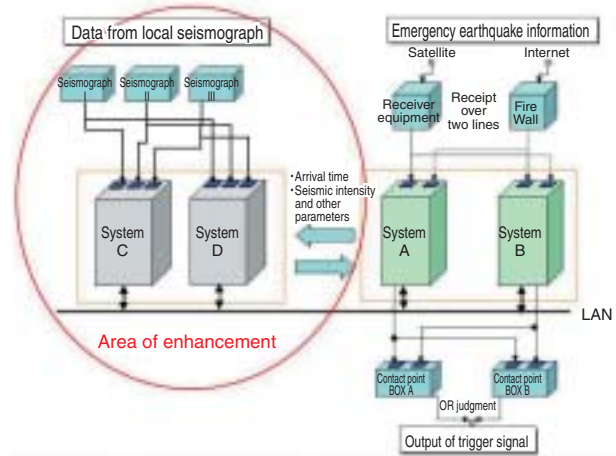 Data from local seismograph
Emergency earthquake information
Satellite
Internet
Seismograph
I
Seismograph
II
Seismograph
III
Receiver
equipment
Receipt
over
two lines
Fire
Wall
・Arrival time
・Seismic intensity
and other
parameters
System
C
System
D
System
A
System
B
LAN
Area of enhancement
Contact point
BOX A
Contact point
BOX B
OR judgment
Output of trigger signal